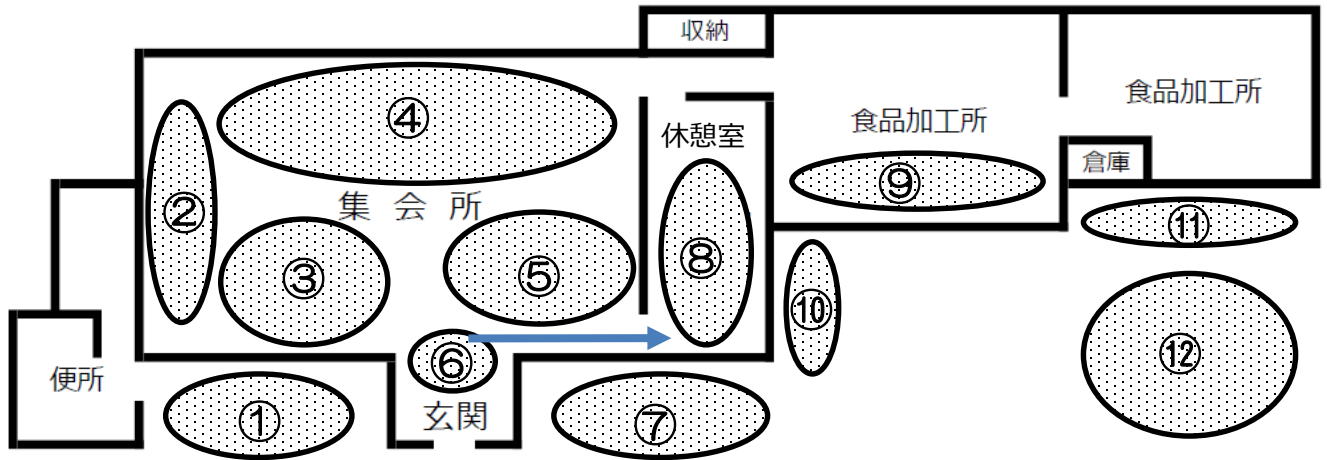 収納
④
食品加工所
食品加工所
休憩室
倉庫
②
集会所
⑨
③
⑤
⑧
⑪
⑩
⑥
⑫
便所
①
玄関
⑦